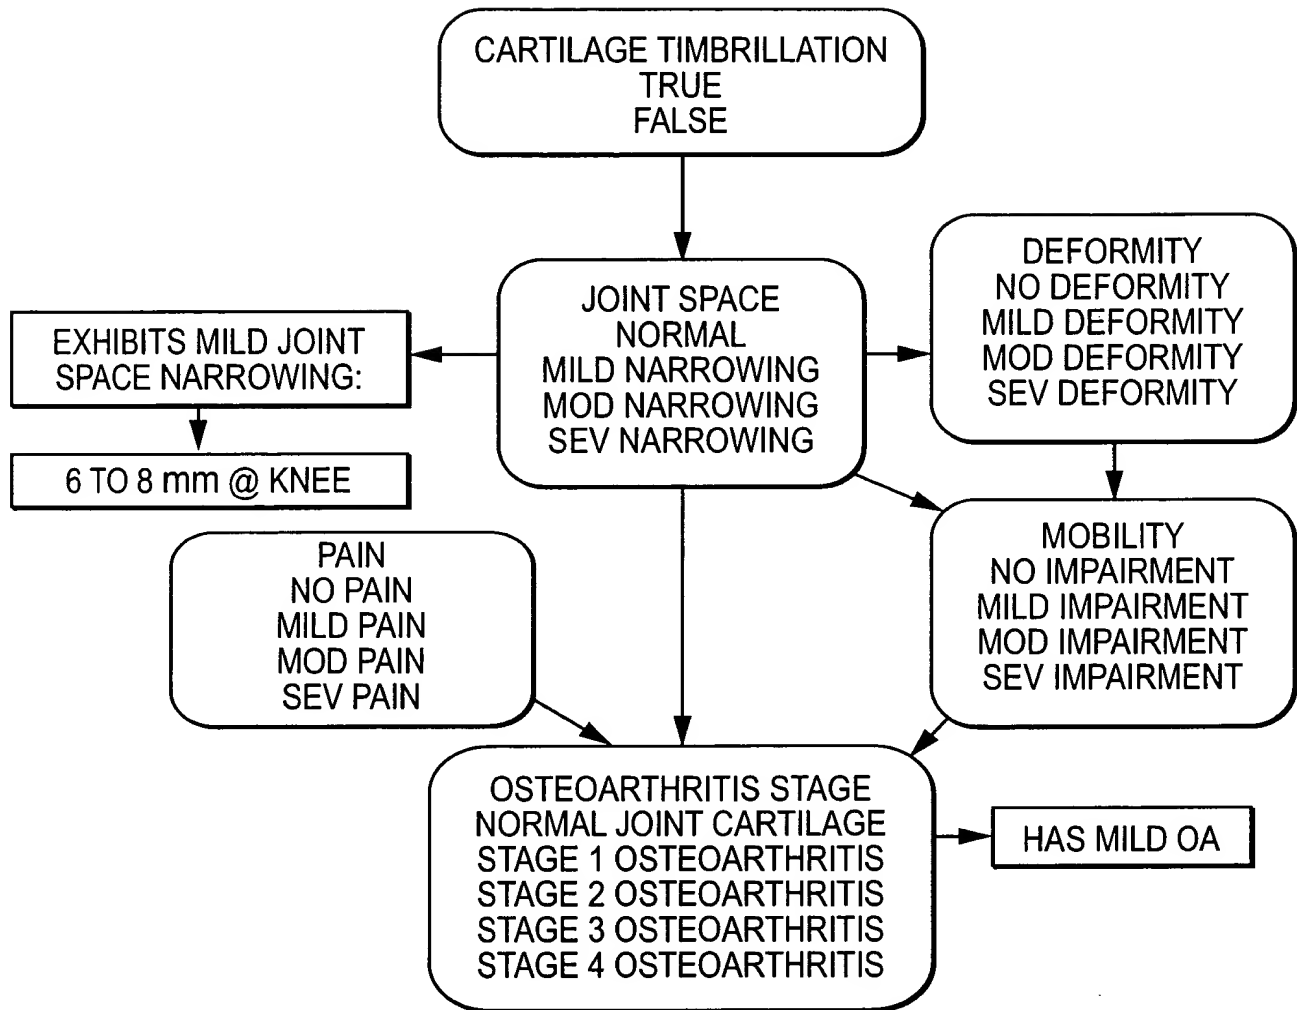 CARTILAGE TIMBRILLATION
TRUE
FALSE
DEFORMITY
NO DEFORMITY
MILD DEFORMITY
MOD DEFORMITY
SEV DEFORMITY
JOINT SPACE
NORMAL
MILD NARROWING
MOD NARROWING
SEV NARROWING
EXHIBITS MILD JOINT
SPACE NARROWING:
6 TO 8 mm @ KNEE
MOBILITY
NO IMPAIRMENT
MILD IMPAIRMENT
MOD IMPAIRMENT
SEV IMPAIRMENT
PAIN
NO PAIN
MILD PAIN
MOD PAIN
SEV PAIN
OSTEOARTHRITIS STAGE
NORMAL JOINT CARTILAGE
STAGE 1 OSTEOARTHRITIS
STAGE 2 OSTEOARTHRITIS
STAGE 3 OSTEOARTHRITIS
STAGE 4 OSTEOARTHRITIS
HAS MILD OA